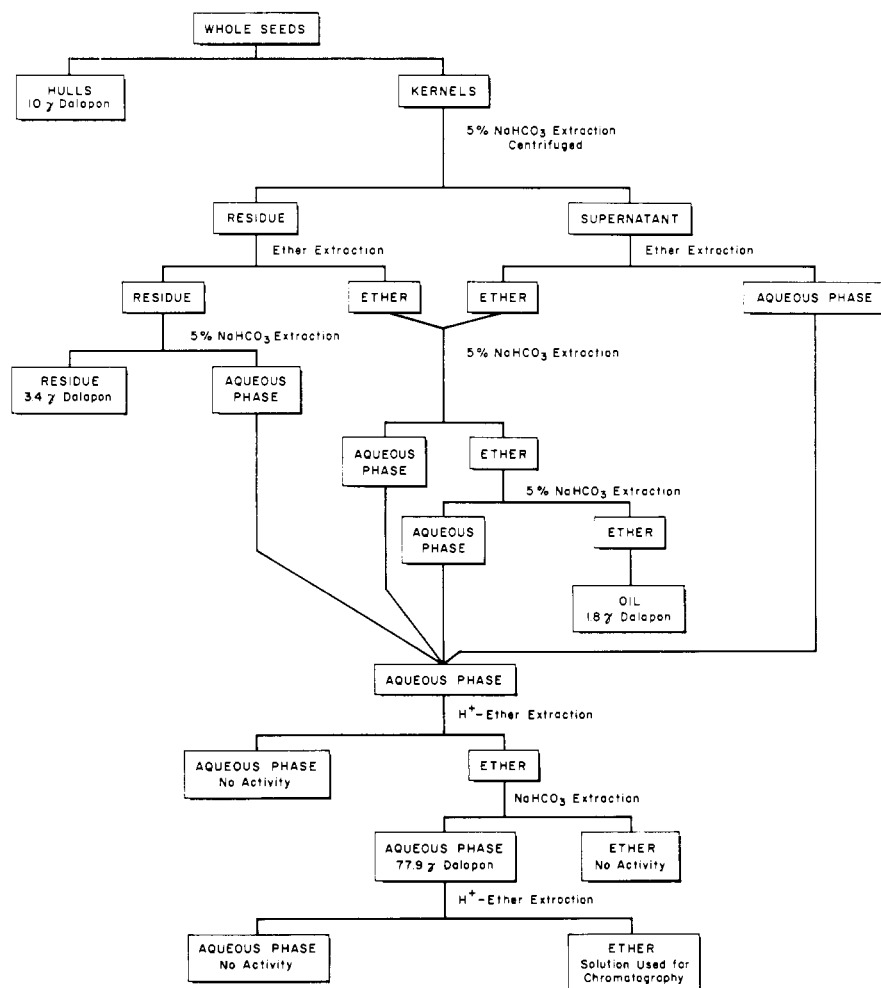 WHOLE SEEDS
HULLS
10 γ Dalapon
KERNELS
5% NaHCO₃ Extraction
Centrifuged
RESIDUE
SUPERNATANT
Ether Extraction
Ether Extraction
RESIDUE
ETHER
ETHER
AQUEOUS PHASE
5% NaHCO₃ Extraction
5% NaHCO₃ Extraction
RESIDUE
34 γ Dalapon
AQUEOUS
PHASE
AQUEOUS
PHASE
ETHER
5% NaHCO₃ Extraction
AQUEOUS
PHASE
ETHER
OIL
1.8 γ Dalapon
AQUEOUS PHASE
H⁺-Ether Extraction
AQUEOUS PHASE
No Activity
ETHER
NaHCO₃ Extraction
AQUEOUS PHASE
77.9 γ Dalapon
ETHER
No Activity
H⁺-Ether Extraction
AQUEOUS PHASE
No Activity
ETHER
Solution Used for
Chromatography